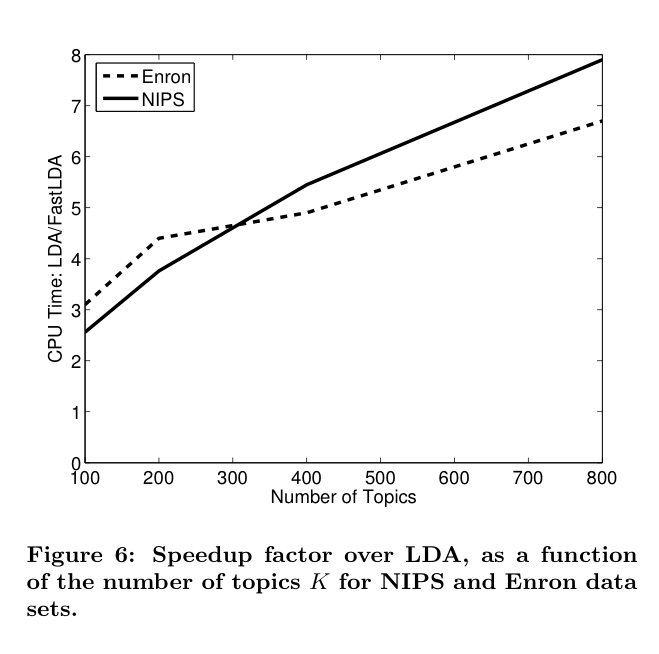 8
7
6
5
4
3
2
1
0
CPU Time: LDA/FastLDA
Enron
NIPS
100 200 300 400 500 600 700 800
Number of Topics
Figure 6: Speedup factor over LDA, as a function
of the number of topics K for NIPS and Enron data
sets.